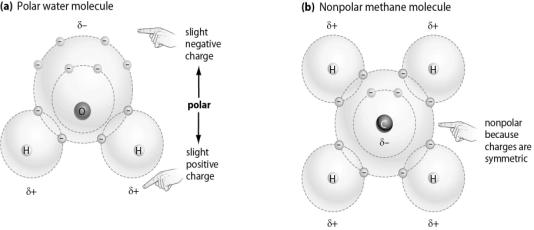 (a) Polar water molecule
δ−
slight
negative
charge
polar
slight
positive
charge
O
H
H
δ+
δ+
(b) Nonpolar methane molecule
δ+
δ+
H
H
C
δ−
nonpolar
because
charges are
symmetric
H
H
δ+
δ+